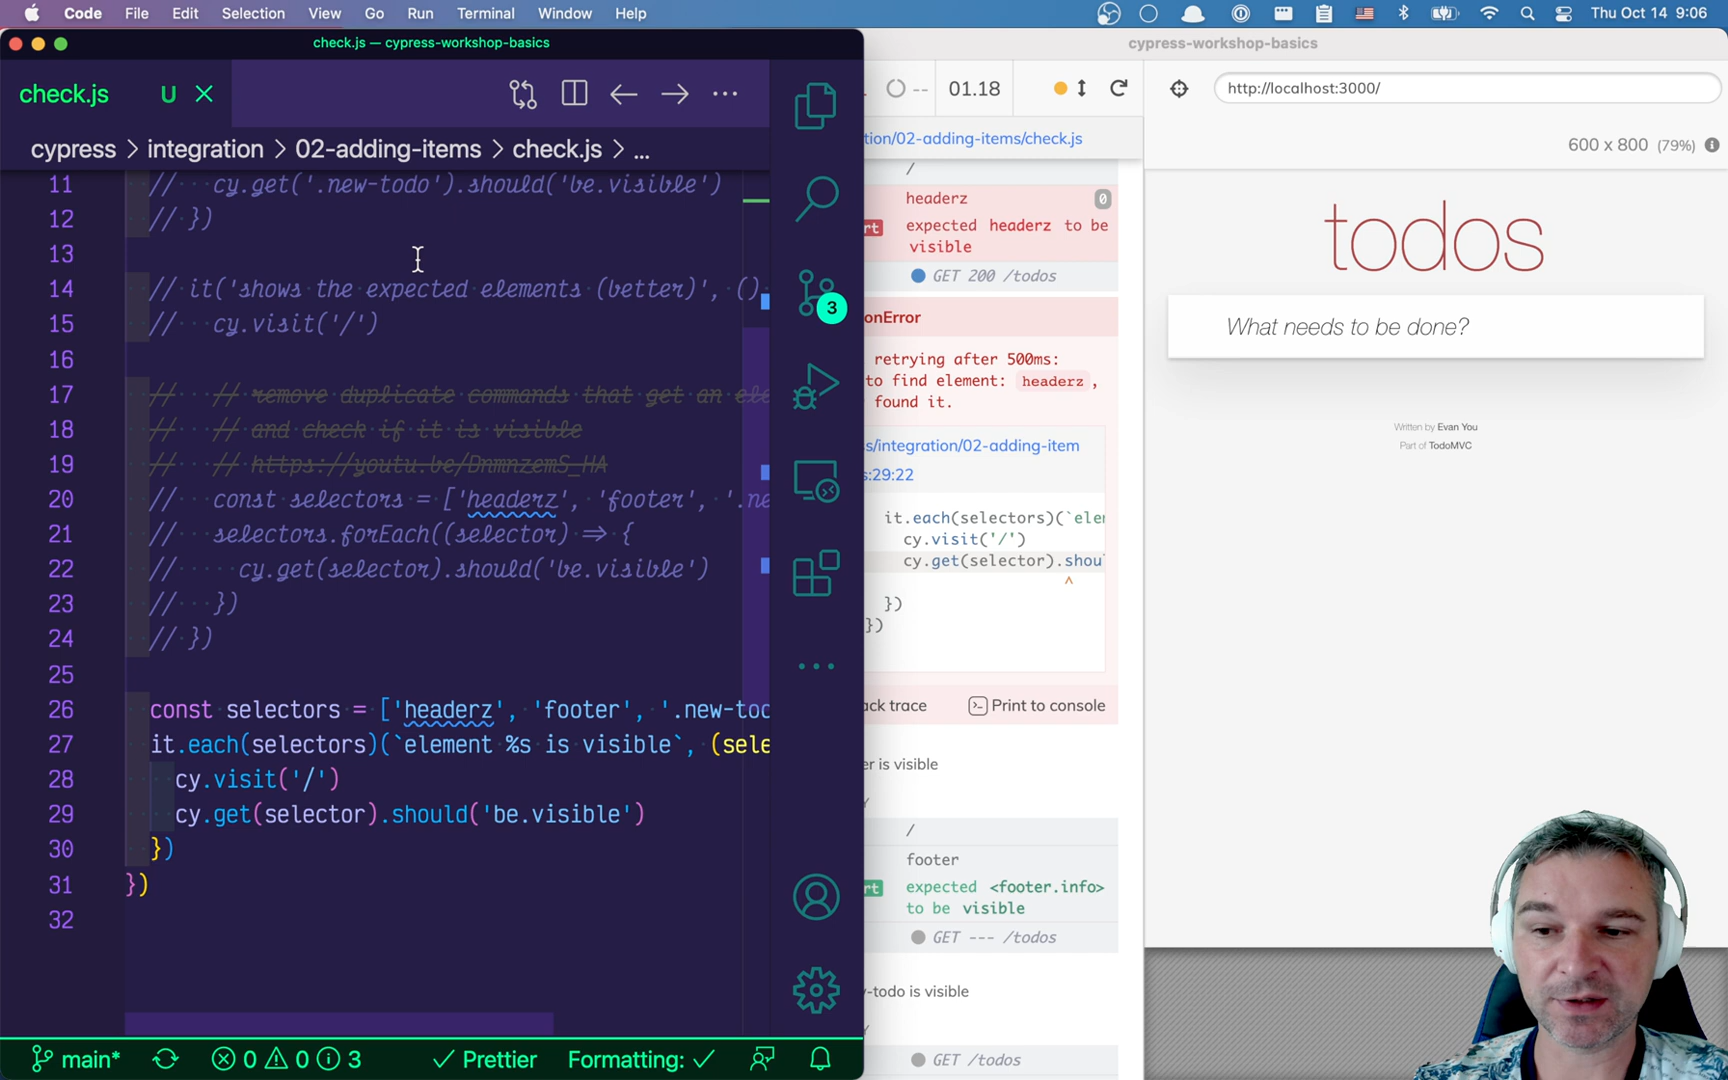 Code File Edit Selection View Go Run Terminal Window Help
Thu Oct 14 9:06
check.js — cypress-workshop-basics
check.js U
cypress > integration > 02-adding-items > check.js > ...
11 // cy.get('.new-todo').should('be.visible')
12 // })
13
14 // it('shows the expected elements (better)', ()
15 // cy.visit('/')
16
17 // // remove duplicate commands that get an ele
18 // // and check if it is visible
19 // // https://youtu.be/DnmnzemS_HA
20 // const selectors = ['headerz', 'footer', '.ne
21 // selectors.forEach((selector) => {
22 // cy.get(selector).should('be.visible')
23 // })
24 // })
25
26 const selectors = ['headerz', 'footer', '.new-too
27 it.each(selectors)(`element %s is visible`, (sele
28 cy.visit('/')
29 cy.get(selector).should('be.visible')
30 })
31 })
32
3
main* 0 0 3 Prettier Formatting:
cypress-workshop-basics
-- 01.18
tion/02-adding-items/check.js
/
headerz 0
rt expected headerz to be
visible
GET 200 /todos
onError
retrying after 500ms:
to find element: headerz,
found it.
s/integration/02-adding-item
s:29:22
it.each(selectors)(`elem
cy.visit('/')
cy.get(selector).shou
^
})
})
ack trace Print to console
er is visible
/
footer
rt expected <footer.info>
to be visible
GET --- /todos
-todo is visible
GET /todos
http://localhost:3000/
600 x 800 (79%)
todos
What needs to be done?
Written by Evan You
Part of TodoMVC